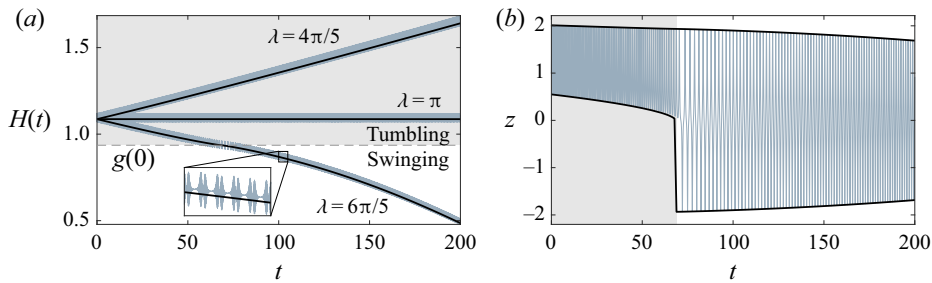 (a)
1.5
H(t)
1.0
g(0)
0.5
λ = 4π/5
λ = π
Tumbling
Swinging
λ = 6π/5
0 50 100 150 200
t
(b)
2
1
z 0
−1
−2
0 50 100 150 200
t